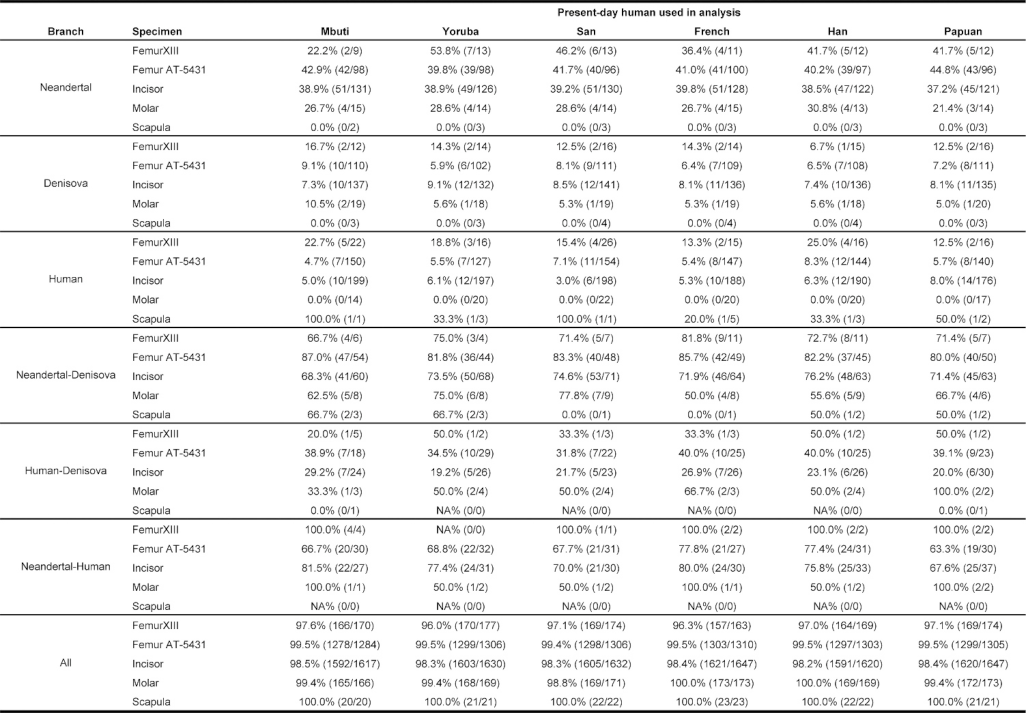 Present-day human used in analysis
Branch Specimen Mbuti Yoruba San French Han Papuan
FemurXIII 22.2% (2/9) 53.8% (7/13) 46.2% (6/13) 36.4% (4/11) 41.7% (5/12) 41.7% (5/12)
Femur AT-5431 42.9% (42/98) 39.8% (39/98) 41.7% (40/96) 41.0% (41/100) 40.2% (39/97) 44.8% (43/96)
Neandertal Incisor 38.9% (51/131) 38.9% (49/126) 39.2% (51/130) 39.8% (51/128) 38.5% (47/122) 37.2% (45/121)
Molar 26.7% (4/15) 28.6% (4/14) 28.6% (4/14) 26.7% (4/15) 30.8% (4/13) 21.4% (3/14)
Scapula 0.0% (0/2) 0.0% (0/3) 0.0% (0/3) 0.0% (0/3) 0.0% (0/3) 0.0% (0/3)
FemurXIII 16.7% (2/12) 14.3% (2/14) 12.5% (2/16) 14.3% (2/14) 6.7% (1/15) 12.5% (2/16)
Femur AT-5431 9.1% (10/110) 5.9% (6/102) 8.1% (9/111) 6.4% (7/109) 6.5% (7/108) 7.2% (8/111)
Denisova Incisor 7.3% (10/137) 9.1% (12/132) 8.5% (12/141) 8.1% (11/136) 7.4% (10/136) 8.1% (11/135)
Molar 10.5% (2/19) 5.6% (1/18) 5.3% (1/19) 5.3% (1/19) 5.6% (1/18) 5.0% (1/20)
Scapula 0.0% (0/3) 0.0% (0/3) 0.0% (0/4) 0.0% (0/4) 0.0% (0/4) 0.0% (0/3)
FemurXIII 22.7% (5/22) 18.8% (3/16) 15.4% (4/26) 13.3% (2/15) 25.0% (4/16) 12.5% (2/16)
Femur AT-5431 4.7% (7/150) 5.5% (7/127) 7.1% (11/154) 5.4% (8/147) 8.3% (12/144) 5.7% (8/140)
Human Incisor 5.0% (10/199) 6.1% (12/197) 3.0% (6/198) 5.3% (10/188) 6.3% (12/190) 8.0% (14/176)
Molar 0.0% (0/14) 0.0% (0/20) 0.0% (0/22) 0.0% (0/20) 0.0% (0/20) 0.0% (0/17)
Scapula 100.0% (1/1) 33.3% (1/3) 100.0% (1/1) 20.0% (1/5) 33.3% (1/3) 50.0% (1/2)
FemurXIII 66.7% (4/6) 75.0% (3/4) 71.4% (5/7) 81.8% (9/11) 72.7% (8/11) 71.4% (5/7)
Femur AT-5431 87.0% (47/54) 81.8% (36/44) 83.3% (40/48) 85.7% (42/49) 82.2% (37/45) 80.0% (40/50)
Neandertal-Denisova Incisor 68.3% (41/60) 73.5% (50/68) 74.6% (53/71) 71.9% (46/64) 76.2% (48/63) 71.4% (45/63)
Molar 62.5% (5/8) 75.0% (6/8) 77.8% (7/9) 50.0% (4/8) 55.6% (5/9) 66.7% (4/6)
Scapula 66.7% (2/3) 66.7% (2/3) 0.0% (0/1) 0.0% (0/1) 50.0% (1/2) 50.0% (1/2)
FemurXIII 20.0% (1/5) 50.0% (1/2) 33.3% (1/3) 33.3% (1/3) 50.0% (1/2) 50.0% (1/2)
Femur AT-5431 38.9% (7/18) 34.5% (10/29) 31.8% (7/22) 40.0% (10/25) 40.0% (10/25) 39.1% (9/23)
Human-Denisova Incisor 29.2% (7/24) 19.2% (5/26) 21.7% (5/23) 26.9% (7/26) 23.1% (6/26) 20.0% (6/30)
Molar 33.3% (1/3) 50.0% (2/4) 50.0% (2/4) 66.7% (2/3) 50.0% (2/4) 100.0% (2/2)
Scapula 0.0% (0/1) NA% (0/0) NA% (0/0) NA% (0/0) NA% (0/0) 0.0% (0/1)
FemurXIII 100.0% (4/4) NA% (0/0) 100.0% (1/1) 100.0% (2/2) 100.0% (2/2) 100.0% (2/2)
Femur AT-5431 66.7% (20/30) 68.8% (22/32) 67.7% (21/31) 77.8% (21/27) 77.4% (24/31) 63.3% (19/30)
Neandertal-Human Incisor 81.5% (22/27) 77.4% (24/31) 70.0% (21/30) 80.0% (24/30) 75.8% (25/33) 67.6% (25/37)
Molar 100.0% (1/1) 50.0% (1/2) 50.0% (1/2) 100.0% (1/1) 50.0% (1/2) 100.0% (2/2)
Scapula NA% (0/0) NA% (0/0) NA% (0/0) NA% (0/0) NA% (0/0) NA% (0/0)
FemurXIII 97.6% (166/170) 96.0% (170/177) 97.1% (169/174) 96.3% (157/163) 97.0% (164/169) 97.1% (169/174)
Femur AT-5431 99.5% (1278/1284) 99.5% (1299/1306) 99.4% (1298/1306) 99.5% (1303/1310) 99.5% (1297/1303) 99.5% (1299/1305)
All Incisor 98.5% (1592/1617) 98.3% (1603/1630) 98.3% (1605/1632) 98.4% (1621/1647) 98.2% (1591/1620) 98.4% (1620/1647)
Molar 99.4% (165/166) 99.4% (168/169) 98.8% (169/171) 100.0% (173/173) 100.0% (169/169) 99.4% (172/173)
Scapula 100.0% (20/20) 100.0% (21/21) 100.0% (22/22) 100.0% (23/23) 100.0% (22/22) 100.0% (21/21)